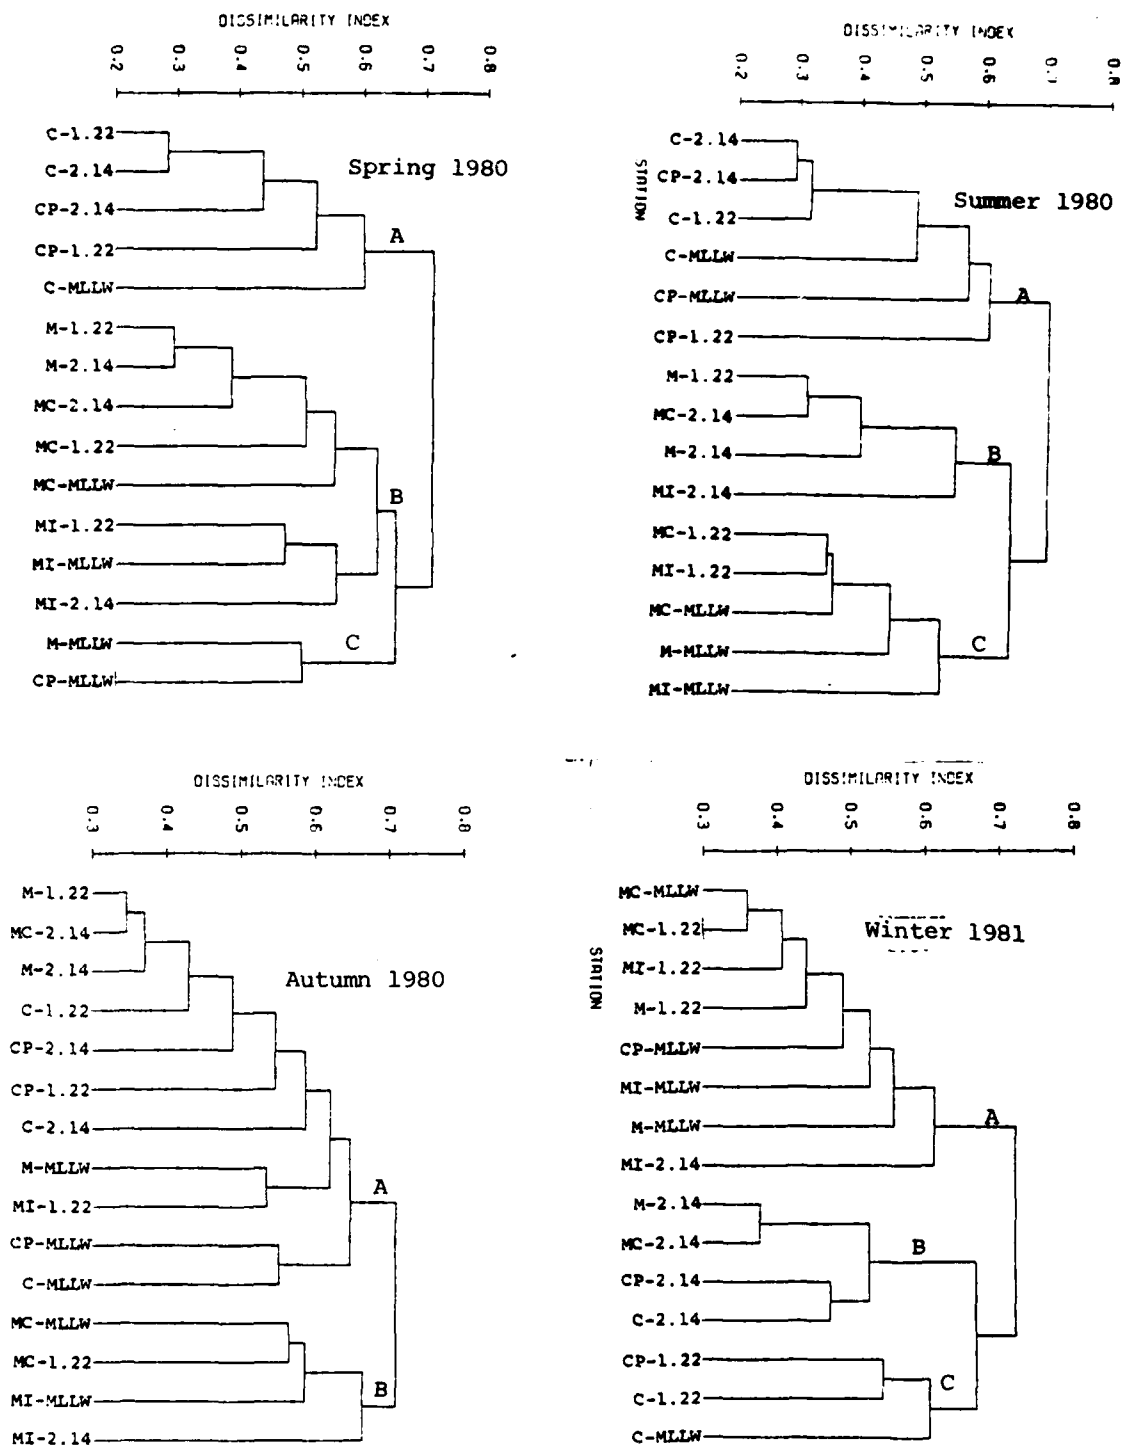 DISSIMILARITY INDEX
0.2 0.3 0.4 0.5 0.6 0.7 0.8
Spring 1980
C-1.22
C-2.14
CP-2.14
CP-1.22
A
C-MLLW
M-1.22
M-2.14
MC-2.14
MC-1.22
MC-MLLW
B
MI-1.22
MI-MLLW
MI-2.14
M-MLLW
C
CP-MLLW
DISSIMILARITY INDEX
0.2 0.3 0.4 0.5 0.6 0.7 0.8
STATION
Summer 1980
C-2.14
CP-2.14
C-1.22
C-MLLW
CP-MLLW
A
CP-1.22
M-1.22
MC-2.14
M-2.14
B
MI-2.14
MC-1.22
MI-1.22
MC-MLLW
M-MLLW
C
MI-MLLW
DISSIMILARITY INDEX
0.3 0.4 0.5 0.6 0.7 0.8
Autumn 1980
M-1.22
MC-2.14
M-2.14
C-1.22
CP-2.14
CP-1.22
C-2.14
M-MLLW
A
MI-1.22
CP-MLLW
C-MLLW
MC-MLLW
MC-1.22
B
MI-MLLW
MI-2.14
DISSIMILARITY INDEX
0.3 0.4 0.5 0.6 0.7 0.8
STATION
Winter 1981
MC-MLLW
MC-1.22
MI-1.22
M-1.22
CP-MLLW
MI-MLLW
A
M-MLLW
MI-2.14
M-2.14
MC-2.14
B
CP-2.14
C-2.14
CP-1.22
C
C-1.22
C-MLLW